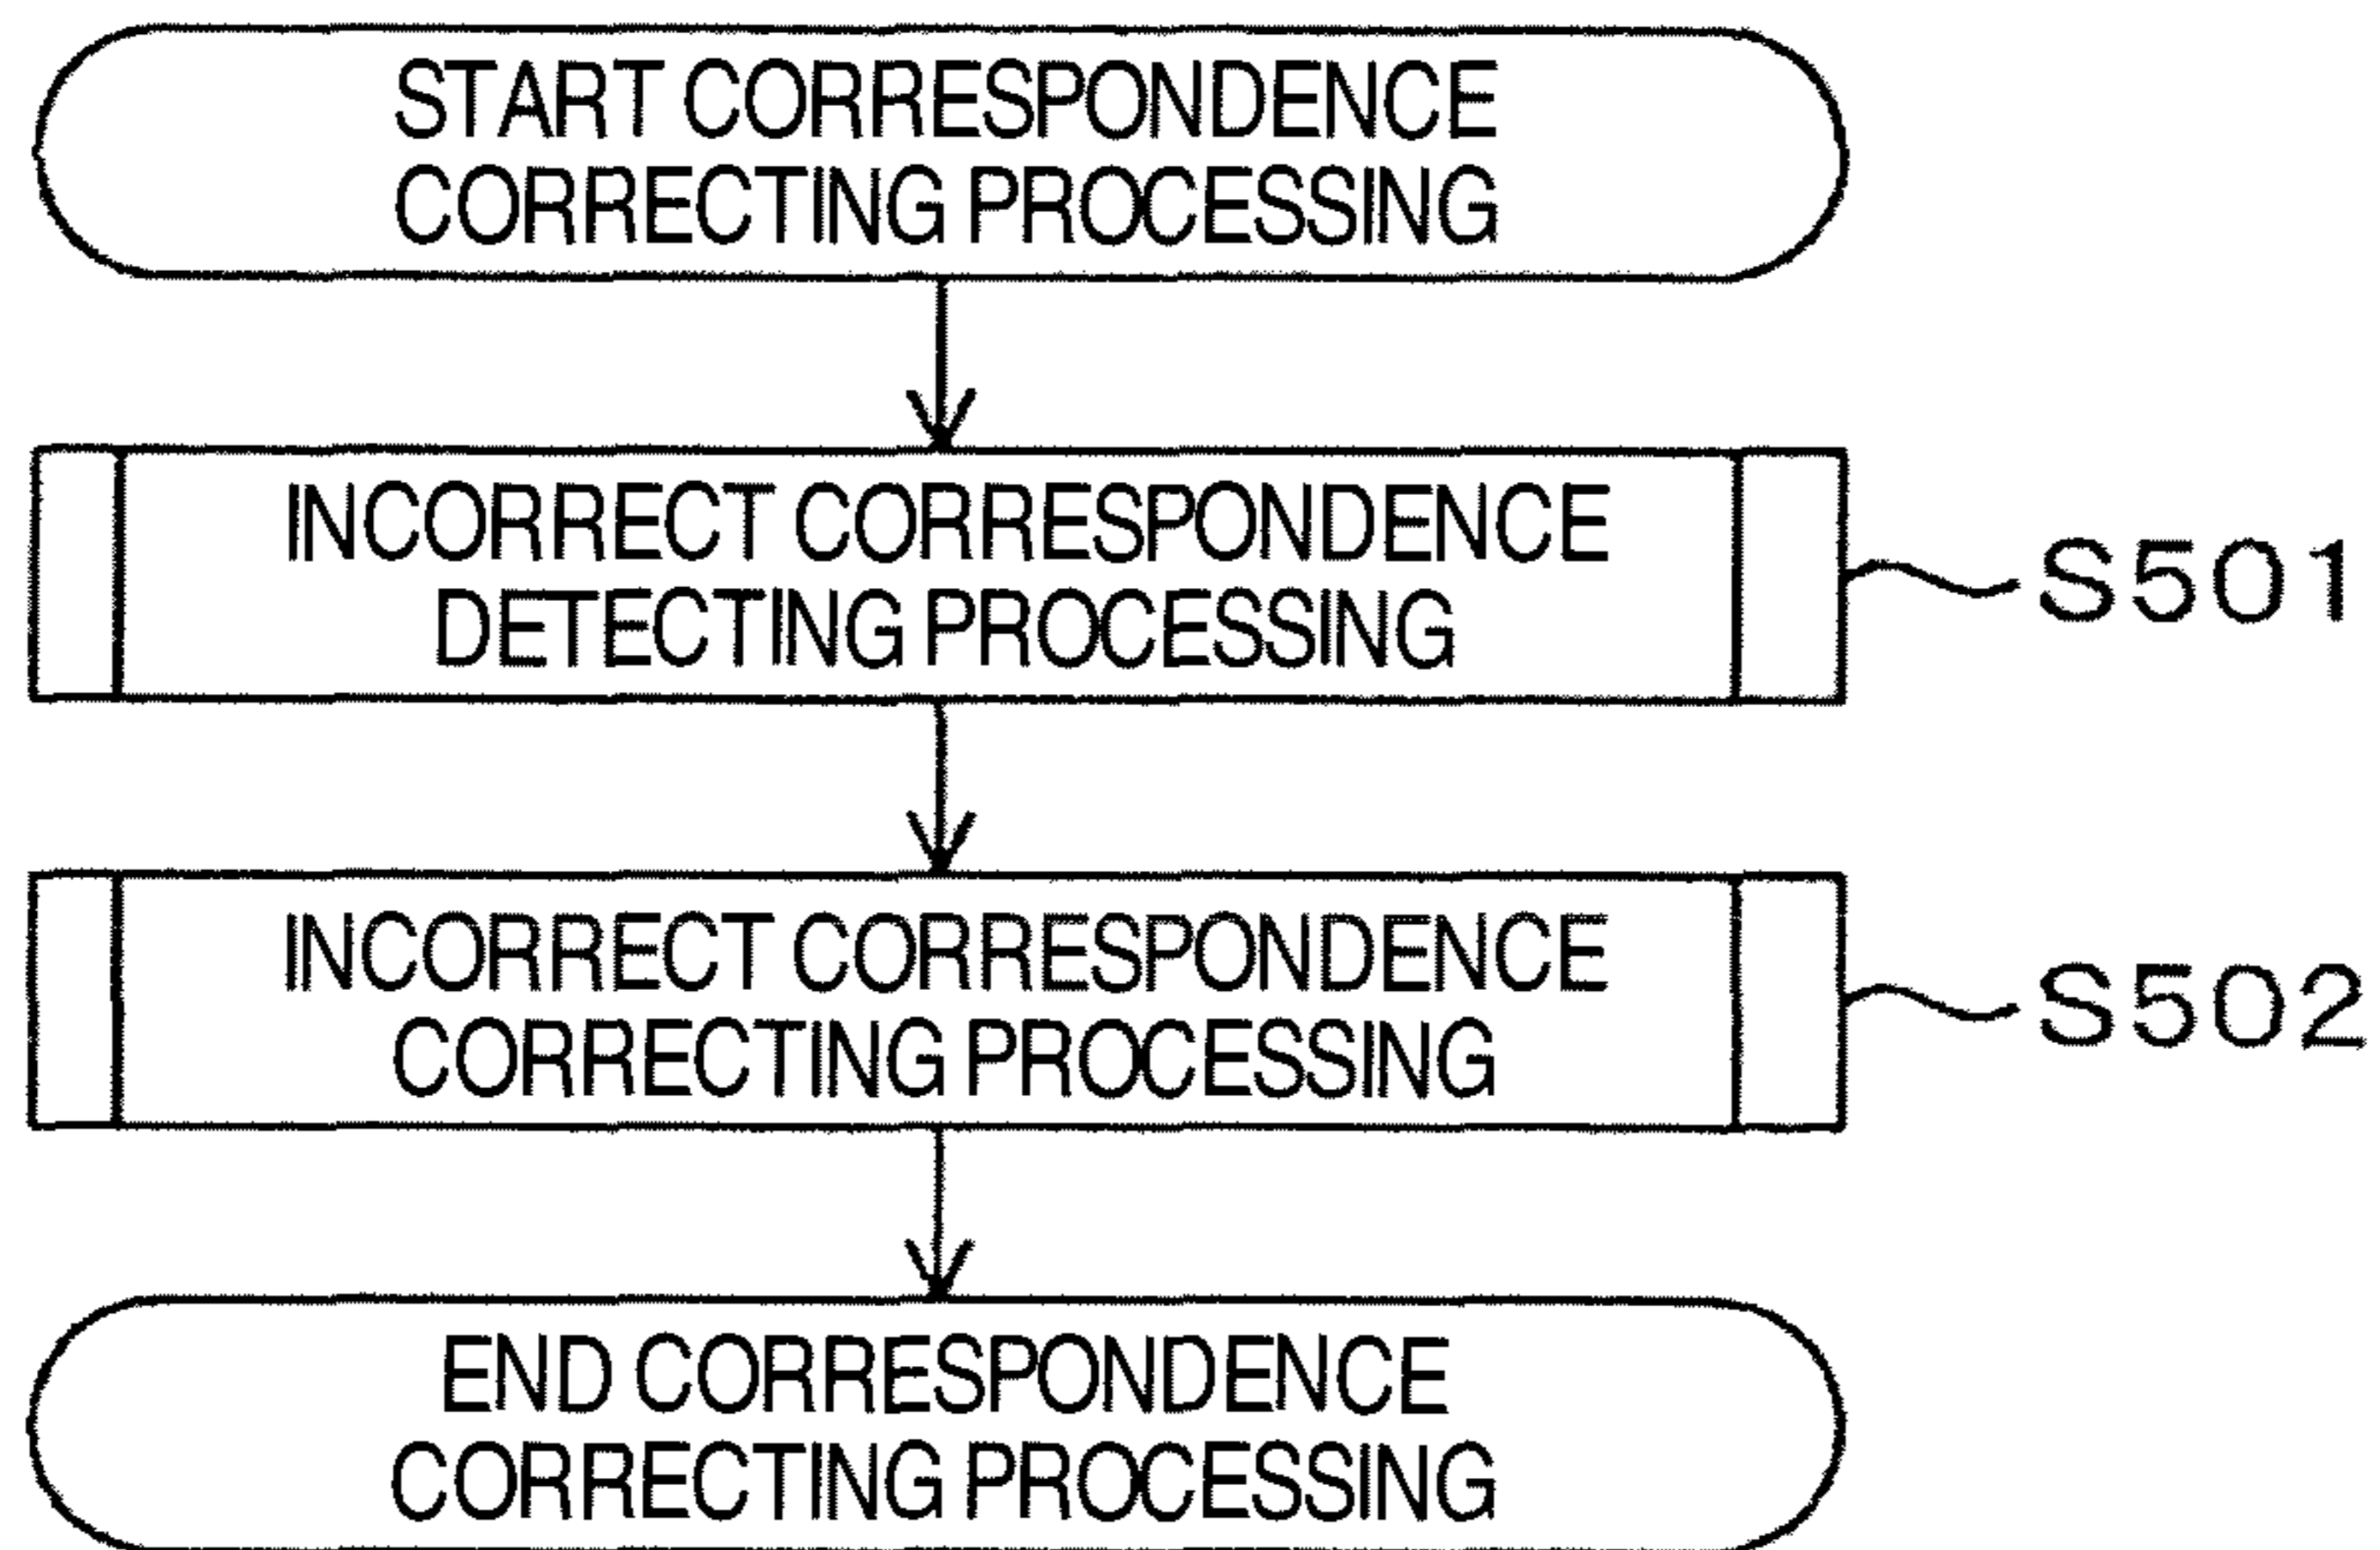 START CORRESPONDENCE
CORRECTING PROCESSING
INCORRECT CORRESPONDENCE
DETECTING PROCESSING
S501
INCORRECT CORRESPONDENCE
CORRECTING PROCESSING
S502
END CORRESPONDENCE
CORRECTING PROCESSING